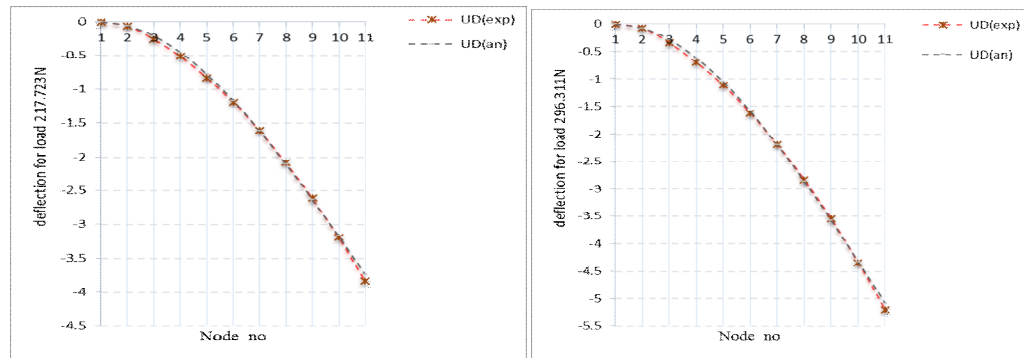 0
-0.5
-1
-1.5
-2
-2.5
-3
-3.5
-4
-4.5
1 2 3 4 5 6 7 8 9 10 11
deflection for load 217.723N
Node no
UD(exp)
UD(an)
0
-0.5
-1
-1.5
-2
-2.5
-3
-3.5
-4
-4.5
-5
-5.5
1 2 3 4 5 6 7 8 9 10 11
deflection for load 296.311N
Node no
UD(exp)
UD(an)